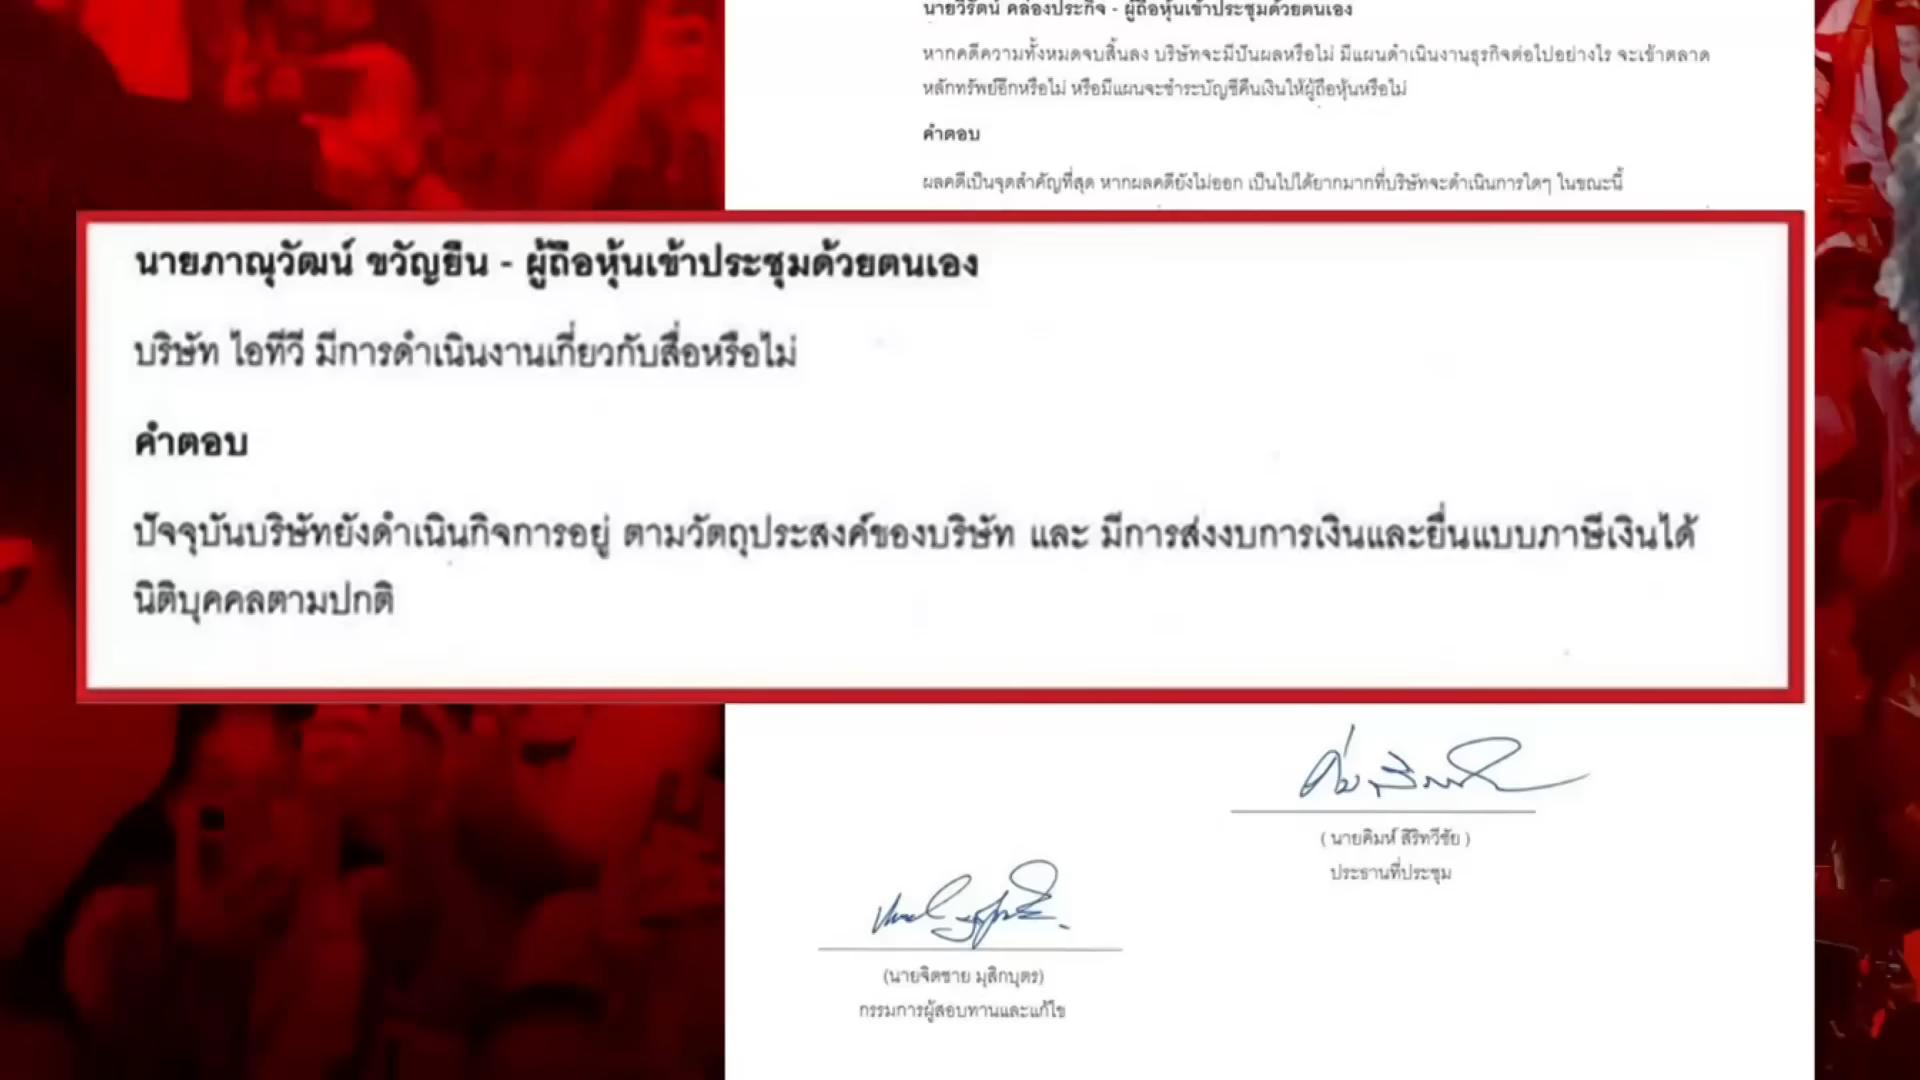 นายวิรัตน์ คล่องประกิจ - ผู้ถือหุ้นเข้าประชุมด้วยตนเอง
หากคดีความทั้งหมดจบสิ้นลง บริษัทจะมีปันผลหรือไม่ มีแผนดำเนินงานธุรกิจต่อไปอย่างไร จะเข้าตลาด
หลักทรัพย์อีกหรือไม่ หรือมีแผนจะชำระบัญชีคืนเงินให้ผู้ถือหุ้นหรือไม่
คำตอบ
ผลคดีเป็นจุดสำคัญที่สุด หากผลคดียังไม่ออก เป็นไปได้ยากมากที่บริษัทจะดำเนินการใดๆ ในขณะนี้
นายภาณุวัฒน์ ขวัญยืน - ผู้ถือหุ้นเข้าประชุมด้วยตนเอง
บริษัท ไอทีวี มีการดำเนินงานเกี่ยวกับสื่อหรือไม่
คำตอบ
ปัจจุบันบริษัทยังดำเนินกิจการอยู่ ตามวัตถุประสงค์ของบริษัท และ มีการส่งงบการเงินและยื่นแบบภาษีเงินได้
นิติบุคคลตามปกติ
( นายคิมห์ สิริทวีชัย )
ประธานที่ประชุม
(นายจิตชาย มุสิกบุตร)
กรรมการผู้สอบทานและแก้ไข